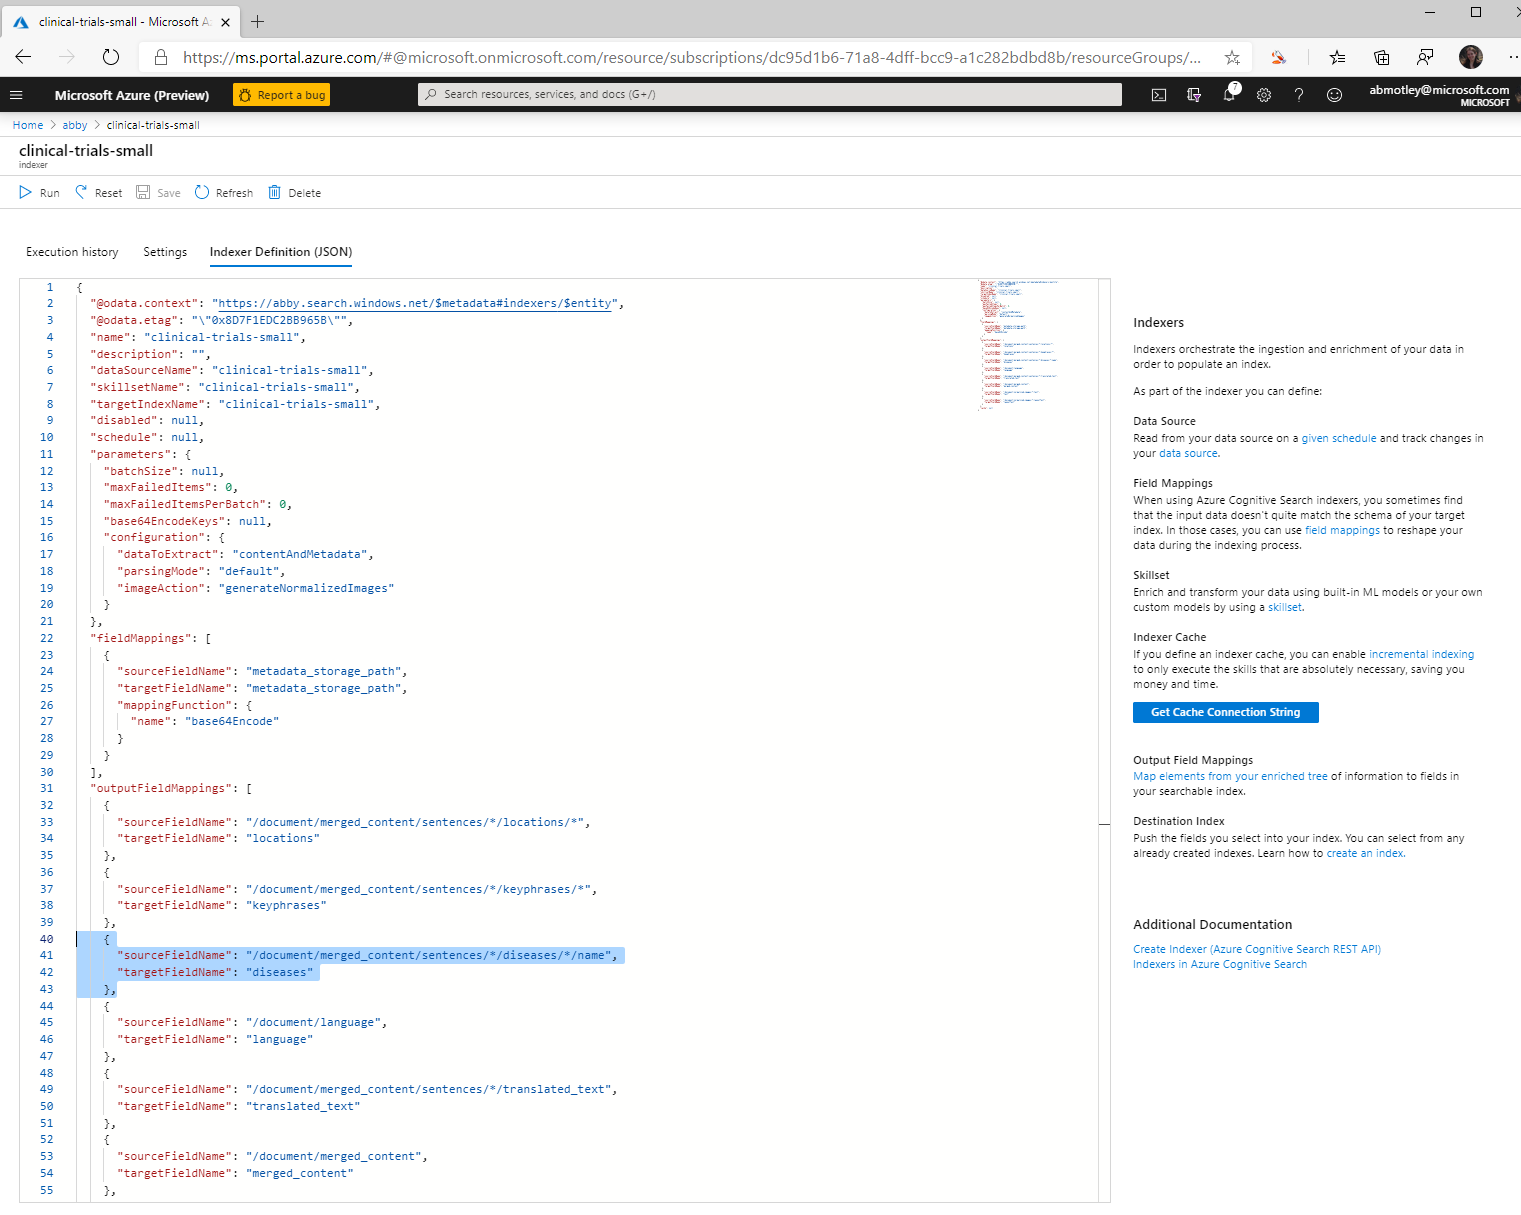 clinical-trials-small - Microsoft A
https://ms.portal.azure.com/#@microsoft.onmicrosoft.com/resource/subscriptions/dc95d1b6-71a8-4dff-bcc9-a1c282bdbd8b/resourceGroups/...
Microsoft Azure (Preview)
Report a bug
Search resources, services, and docs (G+/)
7
abmotley@microsoft.com
MICROSOFT
Home > abby > clinical-trials-small
clinical-trials-small
indexer
Run Reset Save Refresh Delete
Execution history Settings Indexer Definition (JSON)
1 {
2 "@odata.context": "https://abby.search.windows.net/$metadata#indexers/$entity",
3 "@odata.etag": "\"0x8D7F1EDC2BB965B\"",
4 "name": "clinical-trials-small",
5 "description": "",
6 "dataSourceName": "clinical-trials-small",
7 "skillsetName": "clinical-trials-small",
8 "targetIndexName": "clinical-trials-small",
9 "disabled": null,
10 "schedule": null,
11 "parameters": {
12 "batchSize": null,
13 "maxFailedItems": 0,
14 "maxFailedItemsPerBatch": 0,
15 "base64EncodeKeys": null,
16 "configuration": {
17 "dataToExtract": "contentAndMetadata",
18 "parsingMode": "default",
19 "imageAction": "generateNormalizedImages"
20 }
21 },
22 "fieldMappings": [
23 {
24 "sourceFieldName": "metadata_storage_path",
25 "targetFieldName": "metadata_storage_path",
26 "mappingFunction": {
27 "name": "base64Encode"
28 }
29 }
30 ],
31 "outputFieldMappings": [
32 {
33 "sourceFieldName": "/document/merged_content/sentences/*/locations/*",
34 "targetFieldName": "locations"
35 },
36 {
37 "sourceFieldName": "/document/merged_content/sentences/*/keyphrases/*",
38 "targetFieldName": "keyphrases"
39 },
40 {
41 "sourceFieldName": "/document/merged_content/sentences/*/diseases/*/name",
42 "targetFieldName": "diseases"
43 },
44 {
45 "sourceFieldName": "/document/language",
46 "targetFieldName": "language"
47 },
48 {
49 "sourceFieldName": "/document/merged_content/sentences/*/translated_text",
50 "targetFieldName": "translated_text"
51 },
52 {
53 "sourceFieldName": "/document/merged_content",
54 "targetFieldName": "merged_content"
55 },
Indexers
Indexers orchestrate the ingestion and enrichment of your data in
order to populate an index.
As part of the indexer you can define:
Data Source
Read from your data source on a given schedule and track changes in
your data source.
Field Mappings
When using Azure Cognitive Search indexers, you sometimes find
that the input data doesn't quite match the schema of your target
index. In those cases, you can use field mappings to reshape your
data during the indexing process.
Skillset
Enrich and transform your data using built-in ML models or your own
custom models by using a skillset.
Indexer Cache
If you define an indexer cache, you can enable incremental indexing
to only execute the skills that are absolutely necessary, saving you
money and time.
Get Cache Connection String
Output Field Mappings
Map elements from your enriched tree of information to fields in
your searchable index.
Destination Index
Push the fields you select into your index. You can select from any
already created indexes. Learn how to create an index.
Additional Documentation
Create Indexer (Azure Cognitive Search REST API)
Indexers in Azure Cognitive Search